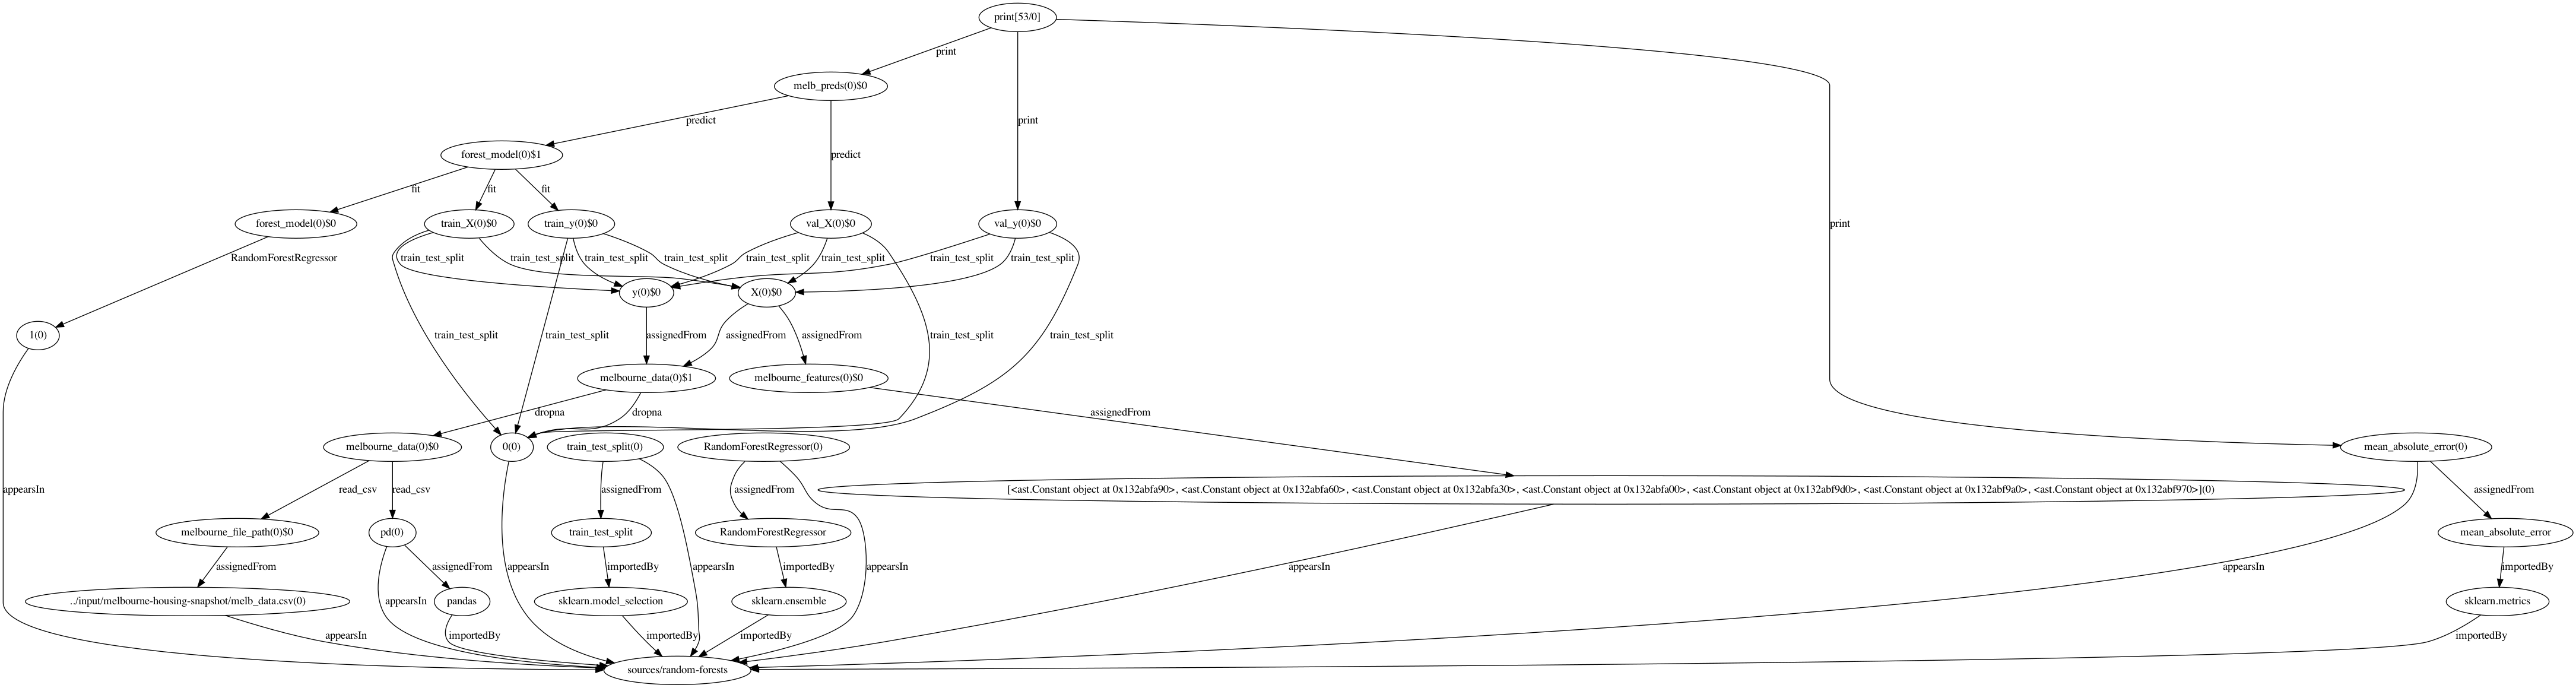 print[53/0]
print
melb_preds(0)$0
predict
print
forest_model(0)$1
predict
fit
fit
fit
forest_model(0)$0
train_X(0)$0
train_y(0)$0
val_X(0)$0
val_y(0)$0
print
RandomForestRegressor
train_test_split
train_test_split
train_test_split
train_test_split
train_test_split
train_test_split
train_test_split
train_test_split
y(0)$0
X(0)$0
1(0)
train_test_split
train_test_split
assignedFrom
assignedFrom
assignedFrom
train_test_split
train_test_split
melbourne_data(0)$1
melbourne_features(0)$0
dropna
dropna
assignedFrom
melbourne_data(0)$0
0(0)
train_test_split(0)
RandomForestRegressor(0)
mean_absolute_error(0)
appearsIn
read_csv
read_csv
assignedFrom
assignedFrom
[<ast.Constant object at 0x132abfa90>, <ast.Constant object at 0x132abfa60>, <ast.Constant object at 0x132abfa30>, <ast.Constant object at 0x132abfa00>, <ast.Constant object at 0x132abf9d0>, <ast.Constant object at 0x132abf9a0>, <ast.Constant object at 0x132abf970>](0)
assignedFrom
melbourne_file_path(0)$0
pd(0)
train_test_split
RandomForestRegressor
mean_absolute_error
assignedFrom
assignedFrom
appearsIn
importedBy
appearsIn
importedBy
appearsIn
appearsIn
appearsIn
importedBy
../input/melbourne-housing-snapshot/melb_data.csv(0)
appearsIn
pandas
sklearn.model_selection
sklearn.ensemble
sklearn.metrics
appearsIn
importedBy
importedBy
importedBy
importedBy
sources/random-forests